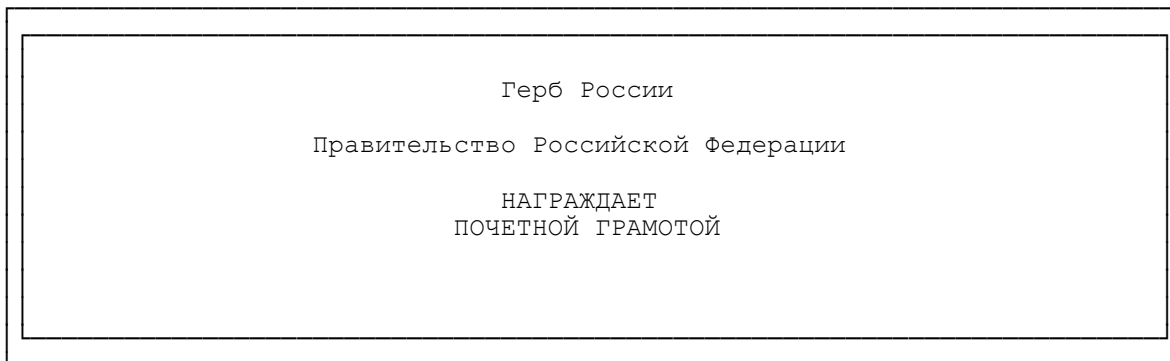 Герб России
Правительство Российской Федерации
НАГРАЖДАЕТ
ПОЧЕТНОЙ ГРАМОТОЙ